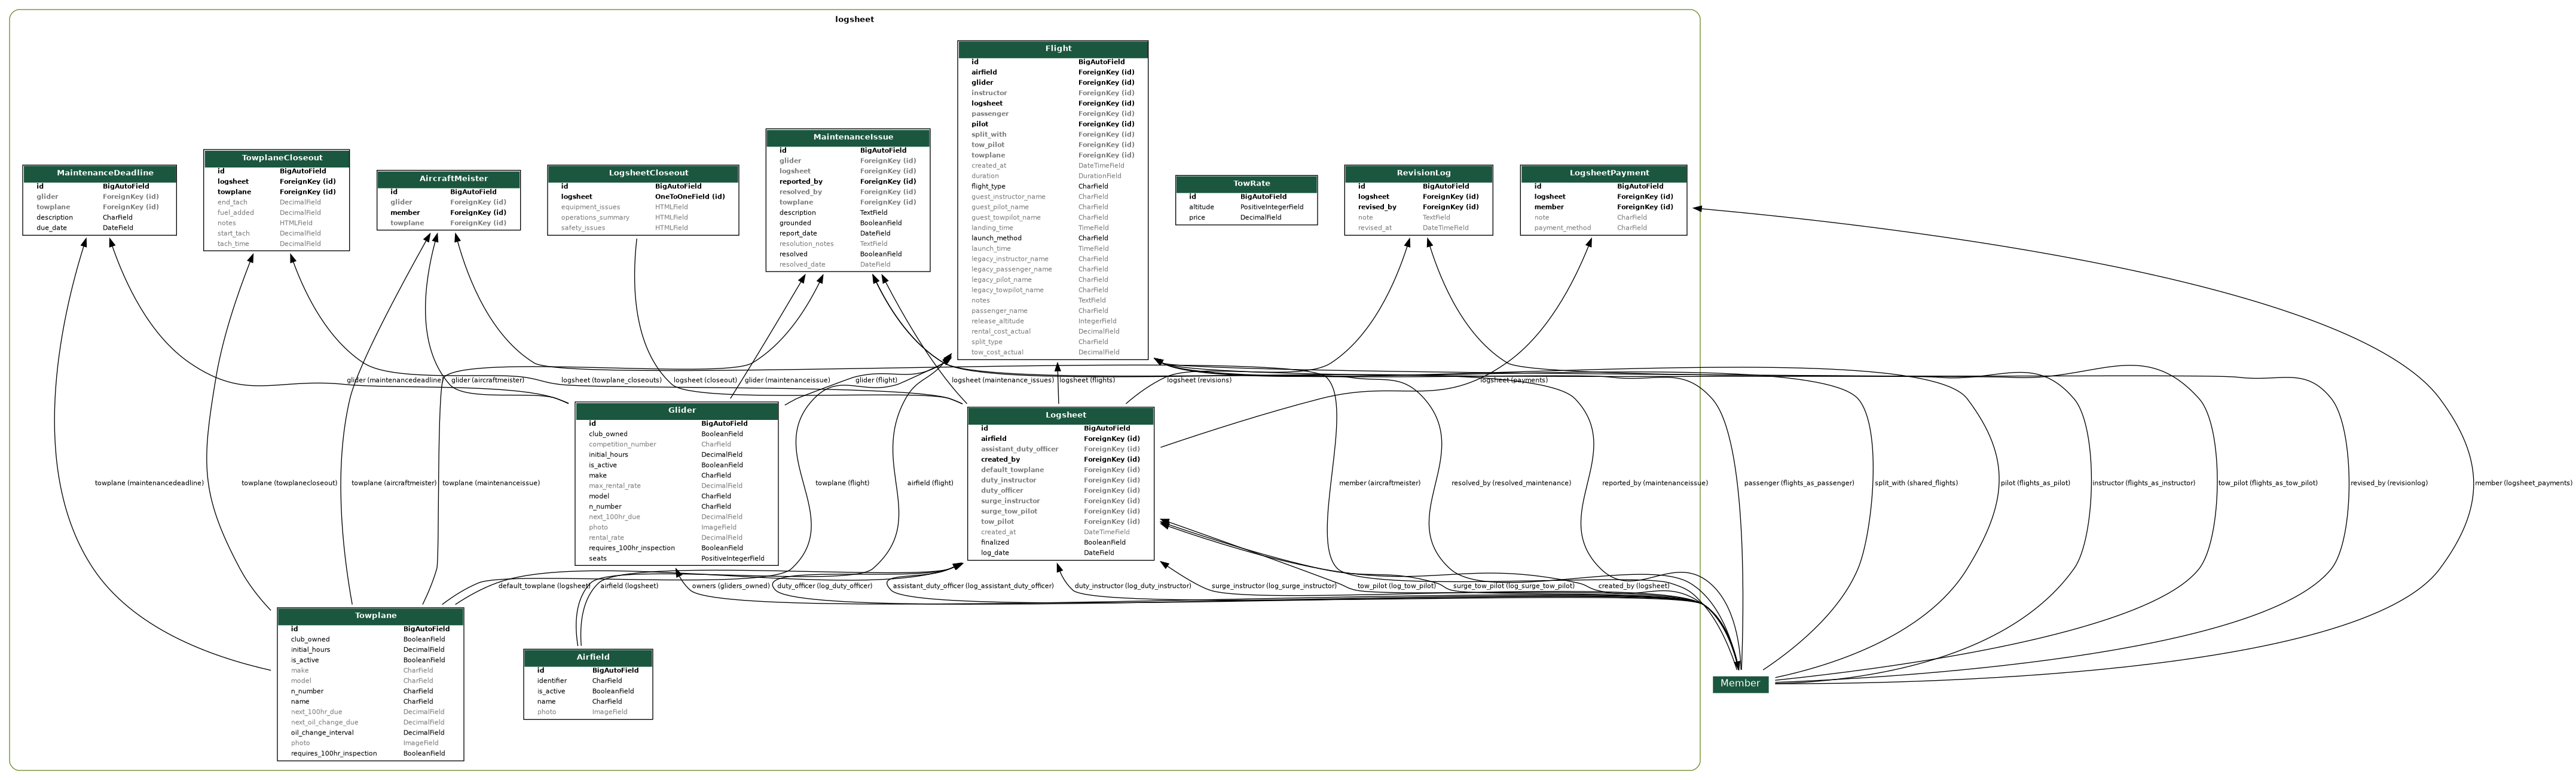 logsheet
Flight
id BigAutoField
airfield ForeignKey (id)
glider ForeignKey (id)
instructor ForeignKey (id)
logsheet ForeignKey (id)
passenger ForeignKey (id)
pilot ForeignKey (id)
split_with ForeignKey (id)
tow_pilot ForeignKey (id)
towplane ForeignKey (id)
created_at DateTimeField
duration DurationField
flight_type CharField
guest_instructor_name CharField
guest_pilot_name CharField
guest_towpilot_name CharField
landing_time TimeField
launch_method CharField
launch_time TimeField
legacy_instructor_name CharField
legacy_passenger_name CharField
legacy_pilot_name CharField
legacy_towpilot_name CharField
notes TextField
passenger_name CharField
release_altitude IntegerField
rental_cost_actual DecimalField
split_type CharField
tow_cost_actual DecimalField
MaintenanceDeadline
id BigAutoField
glider ForeignKey (id)
towplane ForeignKey (id)
description CharField
due_date DateField
TowplaneCloseout
id BigAutoField
logsheet ForeignKey (id)
towplane ForeignKey (id)
end_tach DecimalField
fuel_added DecimalField
notes HTMLField
start_tach DecimalField
tach_time DecimalField
AircraftMeister
id BigAutoField
glider ForeignKey (id)
member ForeignKey (id)
towplane ForeignKey (id)
LogsheetCloseout
id BigAutoField
logsheet OneToOneField (id)
equipment_issues HTMLField
operations_summary HTMLField
safety_issues HTMLField
MaintenanceIssue
id BigAutoField
glider ForeignKey (id)
logsheet ForeignKey (id)
reported_by ForeignKey (id)
resolved_by ForeignKey (id)
towplane ForeignKey (id)
description TextField
grounded BooleanField
report_date DateField
resolution_notes TextField
resolved BooleanField
resolved_date DateField
TowRate
id BigAutoField
altitude PositiveIntegerField
price DecimalField
RevisionLog
id BigAutoField
logsheet ForeignKey (id)
revised_by ForeignKey (id)
note TextField
revised_at DateTimeField
LogsheetPayment
id BigAutoField
logsheet ForeignKey (id)
member ForeignKey (id)
note CharField
payment_method CharField
glider (maintenancedeadline)
glider (aircraftmeister)
logsheet (towplane_closeouts)
logsheet (closeout)
glider (maintenanceissue)
glider (flight)
logsheet (maintenance_issues)
logsheet (flights)
logsheet (revisions)
logsheet (payments)
Glider
id BigAutoField
club_owned BooleanField
competition_number CharField
initial_hours DecimalField
is_active BooleanField
make CharField
max_rental_rate DecimalField
model CharField
n_number CharField
next_100hr_due DecimalField
photo ImageField
rental_rate DecimalField
requires_100hr_inspection BooleanField
seats PositiveIntegerField
Logsheet
id BigAutoField
airfield ForeignKey (id)
assistant_duty_officer ForeignKey (id)
created_by ForeignKey (id)
default_towplane ForeignKey (id)
duty_instructor ForeignKey (id)
duty_officer ForeignKey (id)
surge_instructor ForeignKey (id)
surge_tow_pilot ForeignKey (id)
tow_pilot ForeignKey (id)
created_at DateTimeField
finalized BooleanField
log_date DateField
towplane (maintenancedeadline)
towplane (towplanecloseout)
towplane (aircraftmeister)
towplane (maintenanceissue)
towplane (flight)
airfield (flight)
member (aircraftmeister)
resolved_by (resolved_maintenance)
reported_by (maintenanceissue)
passenger (flights_as_passenger)
split_with (shared_flights)
pilot (flights_as_pilot)
instructor (flights_as_instructor)
tow_pilot (flights_as_tow_pilot)
revised_by (revisionlog)
member (logsheet_payments)
default_towplane (logsheet)
airfield (logsheet)
owners (gliders_owned)
duty_officer (log_duty_officer)
assistant_duty_officer (log_assistant_duty_officer)
duty_instructor (log_duty_instructor)
surge_instructor (log_surge_instructor)
tow_pilot (log_tow_pilot)
surge_tow_pilot (log_surge_tow_pilot)
created_by (logsheet)
Towplane
id BigAutoField
club_owned BooleanField
initial_hours DecimalField
is_active BooleanField
make CharField
model CharField
n_number CharField
name CharField
next_100hr_due DecimalField
next_oil_change_due DecimalField
oil_change_interval DecimalField
photo ImageField
requires_100hr_inspection BooleanField
Airfield
id BigAutoField
identifier CharField
is_active BooleanField
name CharField
photo ImageField
Member